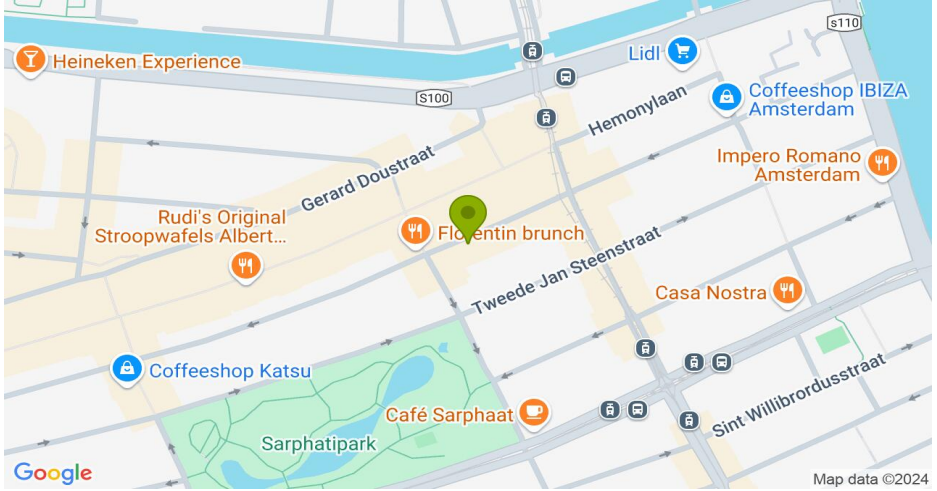 s110
Lidl
Heineken Experience
S100
Coffeeshop IBIZA
Amsterdam
Hemonylaan
Gerard Doustraat
Impero Romano
Amsterdam
Rudi's Original
Stroopwafels Albert...
Florentin brunch
Tweede Jan Steenstraat
Casa Nostra
Coffeeshop Katsu
Café Sarphaat
Sint Willibrordusstraat
Sarphatipark
Google
Map data ©2024